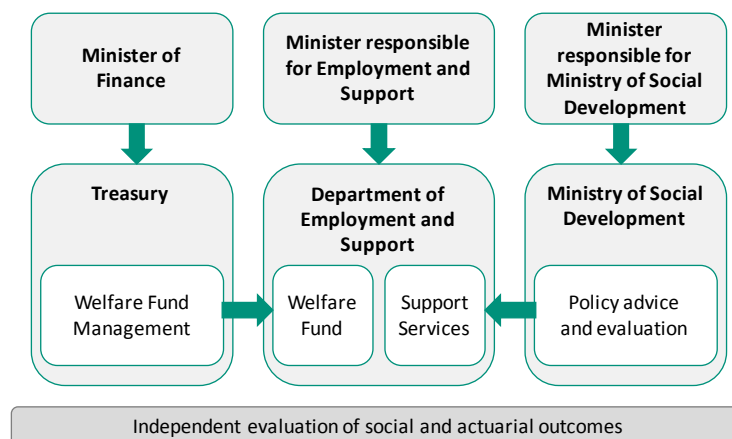 Minister of
Finance
Minister responsible
for Employment and
Support
Minister
responsible for
Ministry of Social
Development
Treasury
Department of
Employment and
Support
Ministry of Social
Development
Welfare Fund
Management
Welfare
Fund
Support
Services
Policy advice
and evaluation
Independent evaluation of social and actuarial outcomes